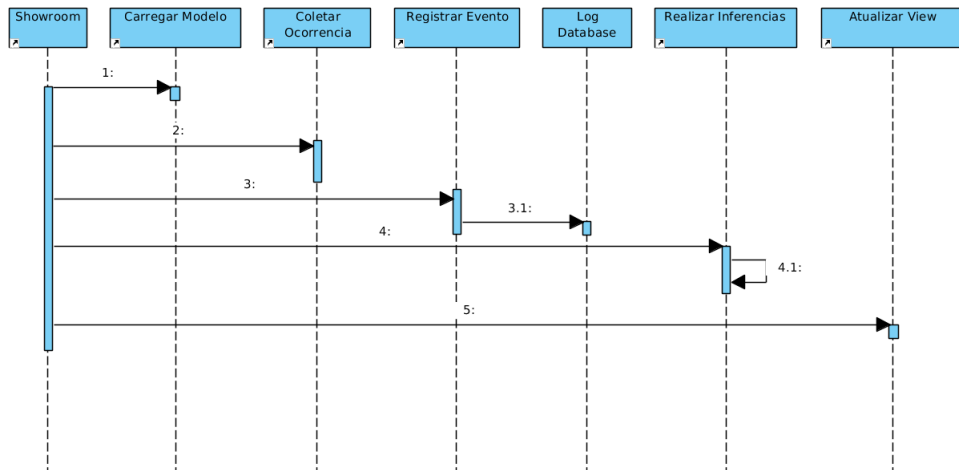 Showroom
Carregar Modelo
Coletar
Ocorrencia
Registrar Evento
Log
Database
Realizar Inferencias
Atualizar View
1:
2:
3:
3.1:
4:
4.1:
5: